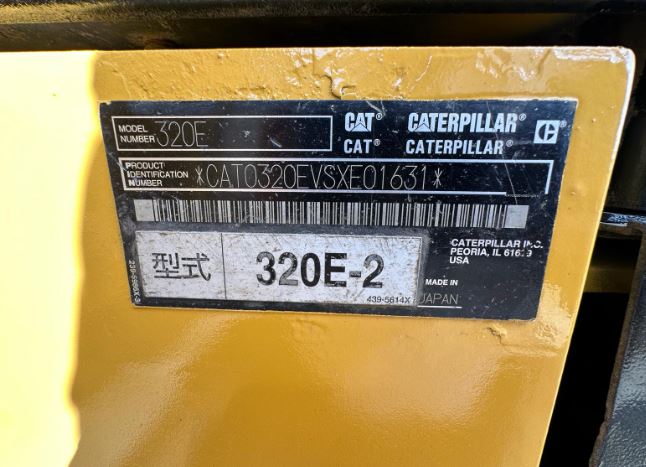 MODEL NUMBER 320E
CAT® CATERPILLAR® C
CAT® CATERPILLAR®
PRODUCT IDENTIFICATION NUMBER *CAT0320EVSXE01631*
CATERPILLAR INC.
PEORIA, IL 61629
USA
型式 320E-2
439-5614X
MADE IN
JAPAN